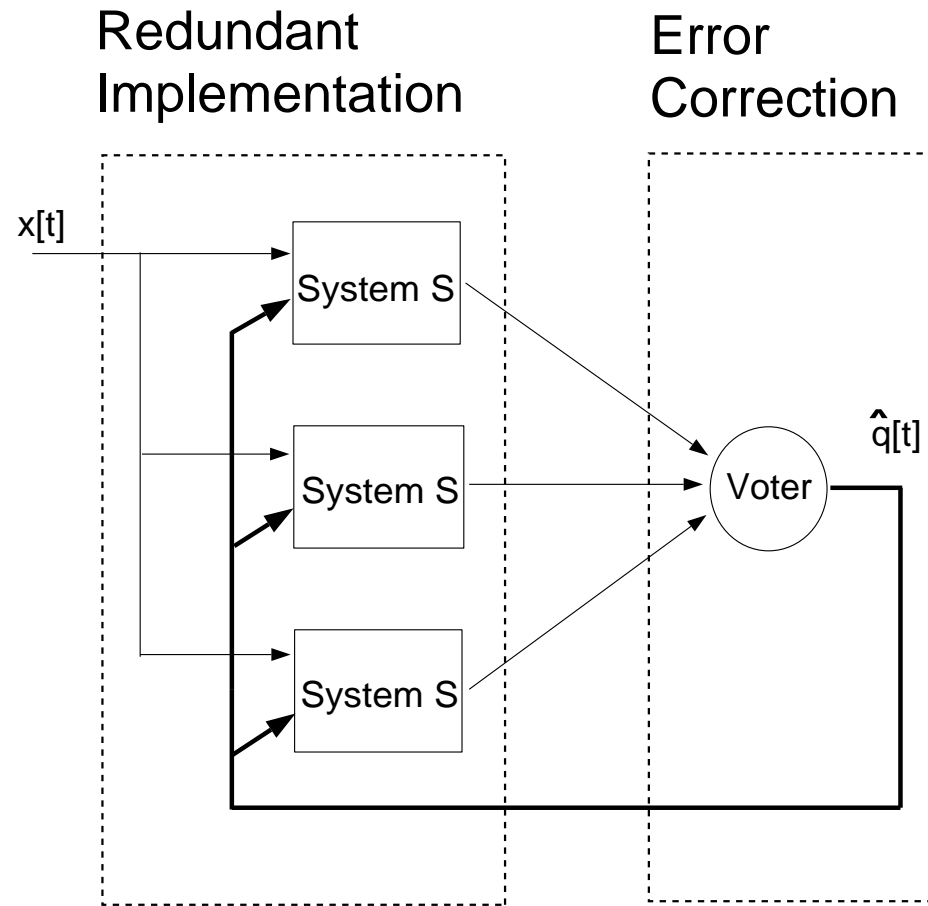 Redundant
Implementation
Error
Correction
x[t]
System S
System S
System S
Voter
q̂[t]